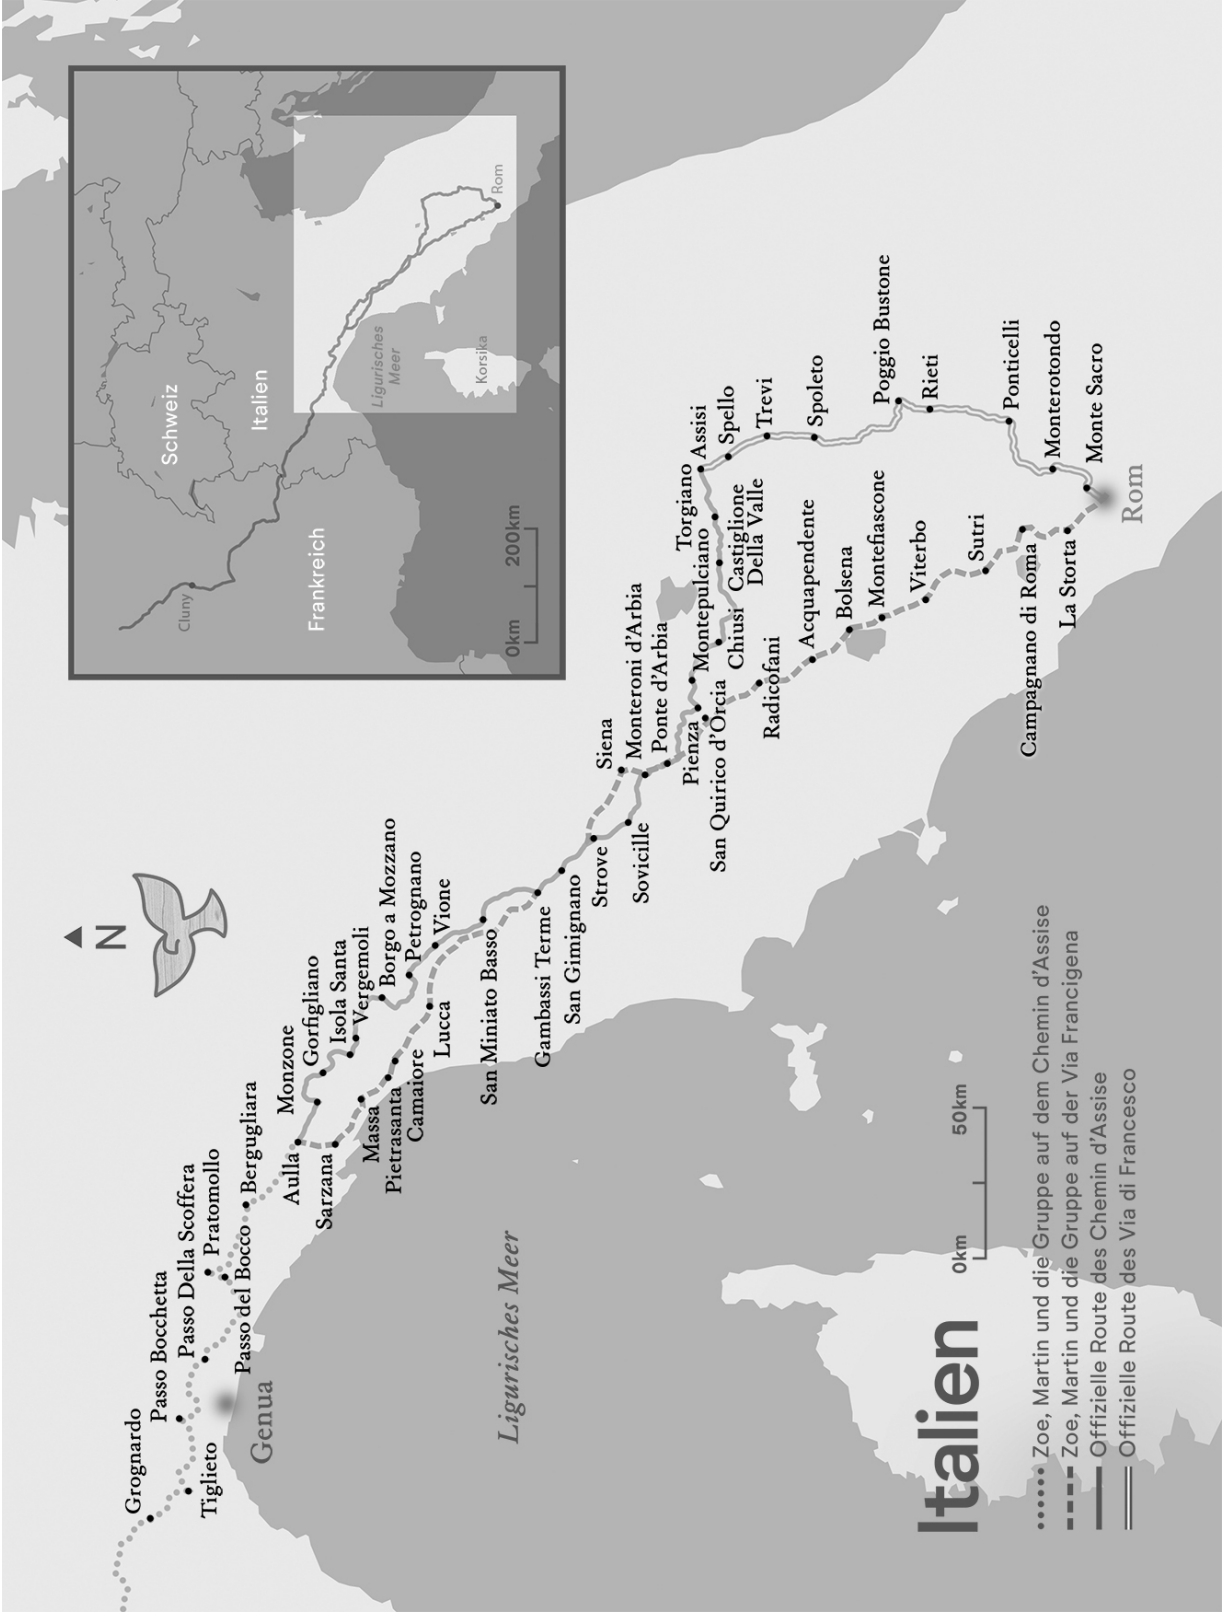 Grognardo
Tiglieto
Passo Bocchetta
Passo Della Scoffera
Pratomollo
Passo del Bocco
Genua
Bergugliara
Aulla
Sarzana
Monzone
Gorfigliano
Isola Santa
Vergemoli
Borgo a Mozzano
Petrognano
Vione
Massa
Pietrasanta
Camaiore
Lucca
San Miniato Basso
Gambassi Terme
San Gimignano
Strove
Sovicille
Siena
Monteroni d’Arbia
Ponte d’Arbia
Pienza
San Quirico d’Orcia
Montepulciano
Chiusi
Castiglione
Della Valle
Torgiano
Assisi
Spello
Trevi
Spoleto
Poggio Bustone
Rieti
Ponticelli
Monterotondo
Monte Sacro
Rom
Radicofani
Acquapendente
Bolsena
Montefiascone
Viterbo
Sutri
Campagnano di Roma
La Storta
Ligurisches Meer
N
Cluny
Schweiz
Italien
Frankreich
Ligurisches
Meer
Korsika
Rom
0km
200km
Italien
0km
50km
Zoe, Martin und die Gruppe auf dem Chemin d’Assise
Zoe, Martin und die Gruppe auf der Via Francigena
Offizielle Route des Chemin d’Assise
Offizielle Route des Via di Francesco